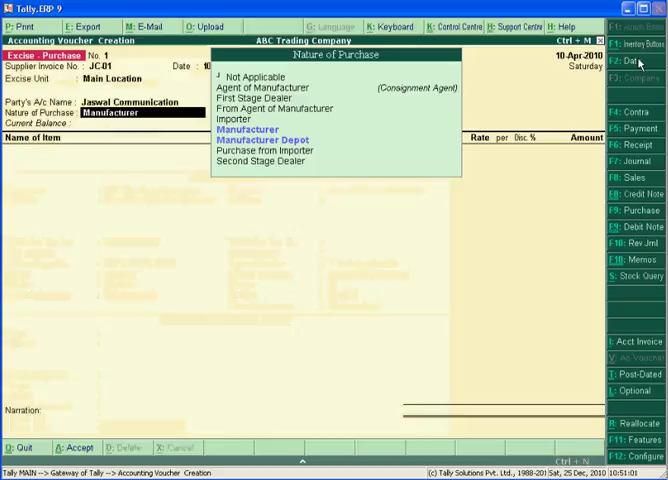 Tally.ERP 9
P: Print E: Export M: E-Mail O: Upload G: Language K: Keyboard K: Control Centre H: Support Centre H: Help
Accounting Voucher Creation ABC Trading Company Ctrl + M
Excise - Purchase No. 1 10-Apr-2010
Supplier Invoice No. : JC-01 Date : 10 Saturday
Excise Unit : Main Location
Party's A/c Name : Jaswal Communication
Nature of Purchase : Manufacturer
Current Balance :
Name of Item Rate per Disc. % Amount
Nature of Purchase
Not Applicable
Agent of Manufacturer (Consignment Agent)
First Stage Dealer
From Agent of Manufacturer
Importer
Manufacturer
Manufacturer Depot
Purchase from Importer
Second Stage Dealer
Narration:
F1: Inventory Buttons
F2: Dat
F3: Company
F4: Contra
F5: Payment
F6: Receipt
F7: Journal
F8: Sales
F8: Credit Note
F9: Purchase
F9: Debit Note
F10: Rev Jrnl
F10: Memos
S: Stock Query
I: Acct Invoice
V: As Voucher
T: Post-Dated
L: Optional
R: Reallocate
F11: Features
F12: Configure
Q: Quit A: Accept D: Delete X: Cancel
Ctrl + N
Tally MAIN --> Gateway of Tally --> Accounting Voucher Creation (c) Tally Solutions Pvt. Ltd., 1988-201 Sat, 25 Dec, 2010 10:51:01